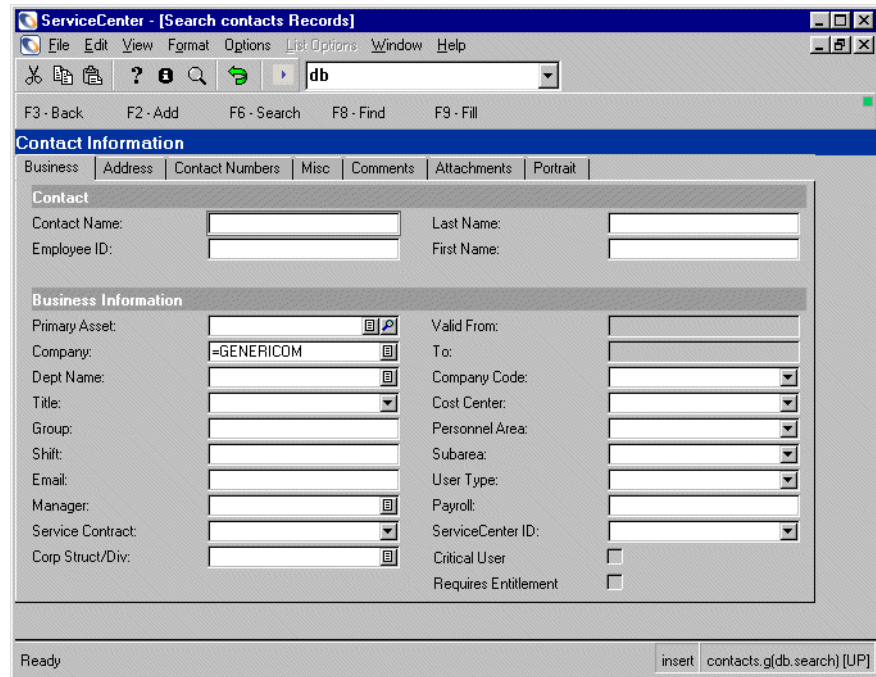 ServiceCenter - [Search contacts Records]
File Edit View Format Options List Options Window Help
? db
F3 - Back F2 - Add F6 - Search F8 - Find F9 - Fill
Contact Information
Business Address Contact Numbers Misc Comments Attachments Portrait
Contact
Contact Name: Last Name:
Employee ID: First Name:
Business Information
Primary Asset: Valid From:
Company: =GENERICOM To:
Dept Name: Company Code:
Title: Cost Center:
Group: Personnel Area:
Shift: Subarea:
Email: User Type:
Manager: Payroll:
Service Contract: ServiceCenter ID:
Corp Struct/Div: Critical User
Requires Entitlement
Ready insert contacts.g(db.search) [UP]